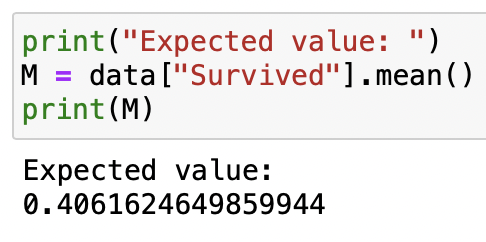 print("Expected value: ")
M = data["Survived"].mean()
print(M)
Expected value:
0.4061624649859944